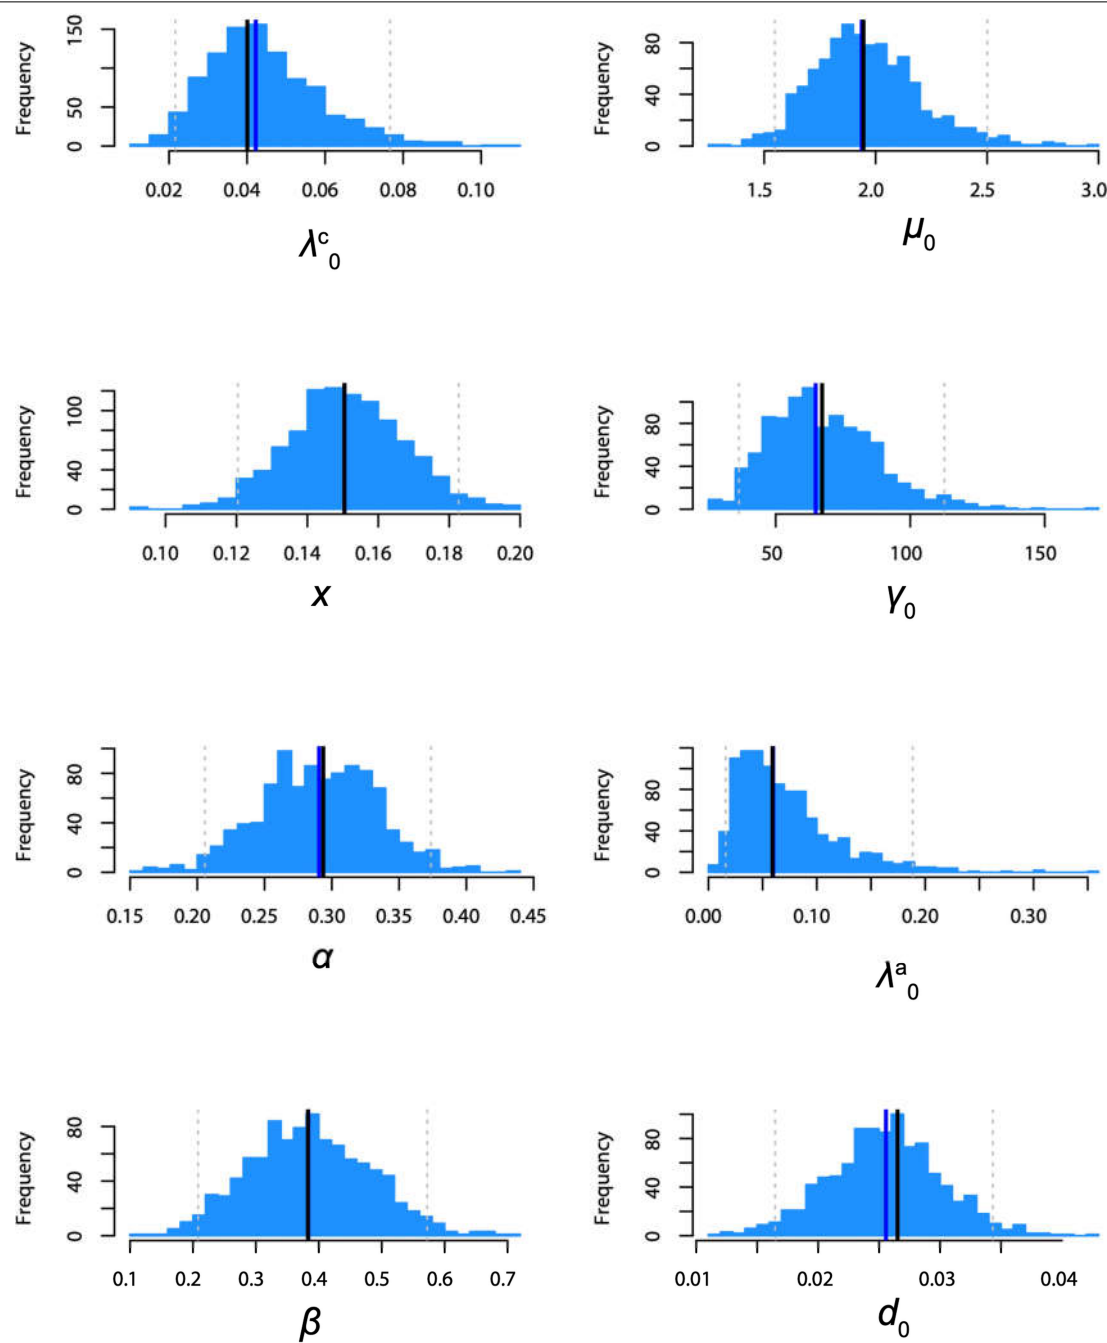 Frequency
150
50
0
0.02 0.04 0.06 0.08 0.10
λᶜ₀
Frequency
80
40
0
1.5 2.0 2.5 3.0
μ₀
Frequency
100
40
0
0.10 0.12 0.14 0.16 0.18 0.20
x
Frequency
80
40
0
50 100 150
γ₀
Frequency
80
40
0
0.15 0.20 0.25 0.30 0.35 0.40 0.45
α
Frequency
80
40
0
0.00 0.10 0.20 0.30
λᵃ₀
Frequency
80
40
0
0.1 0.2 0.3 0.4 0.5 0.6 0.7
β
Frequency
80
40
0
0.01 0.02 0.03 0.04
d₀